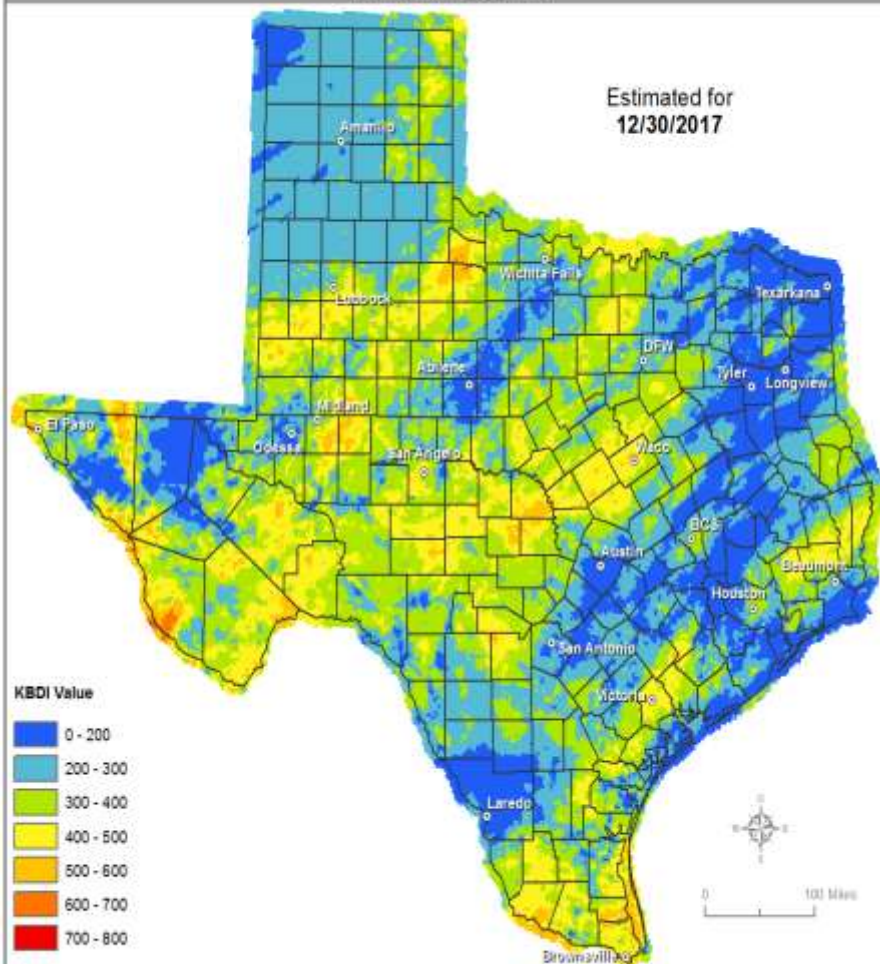 Estimated for
12/30/2017
Amarillo
Wichita Falls
Lubbock
Texarkana
DFW
Abilene
Tyler
Longview
Midland
El Paso
Odessa
San Angelo
Waco
BCS
Austin
Beaumont
Houston
San Antonio
Victoria
KBDI Value
0 - 200
200 - 300
300 - 400
400 - 500
500 - 600
600 - 700
700 - 800
Laredo
0 100 Miles
Brownsville